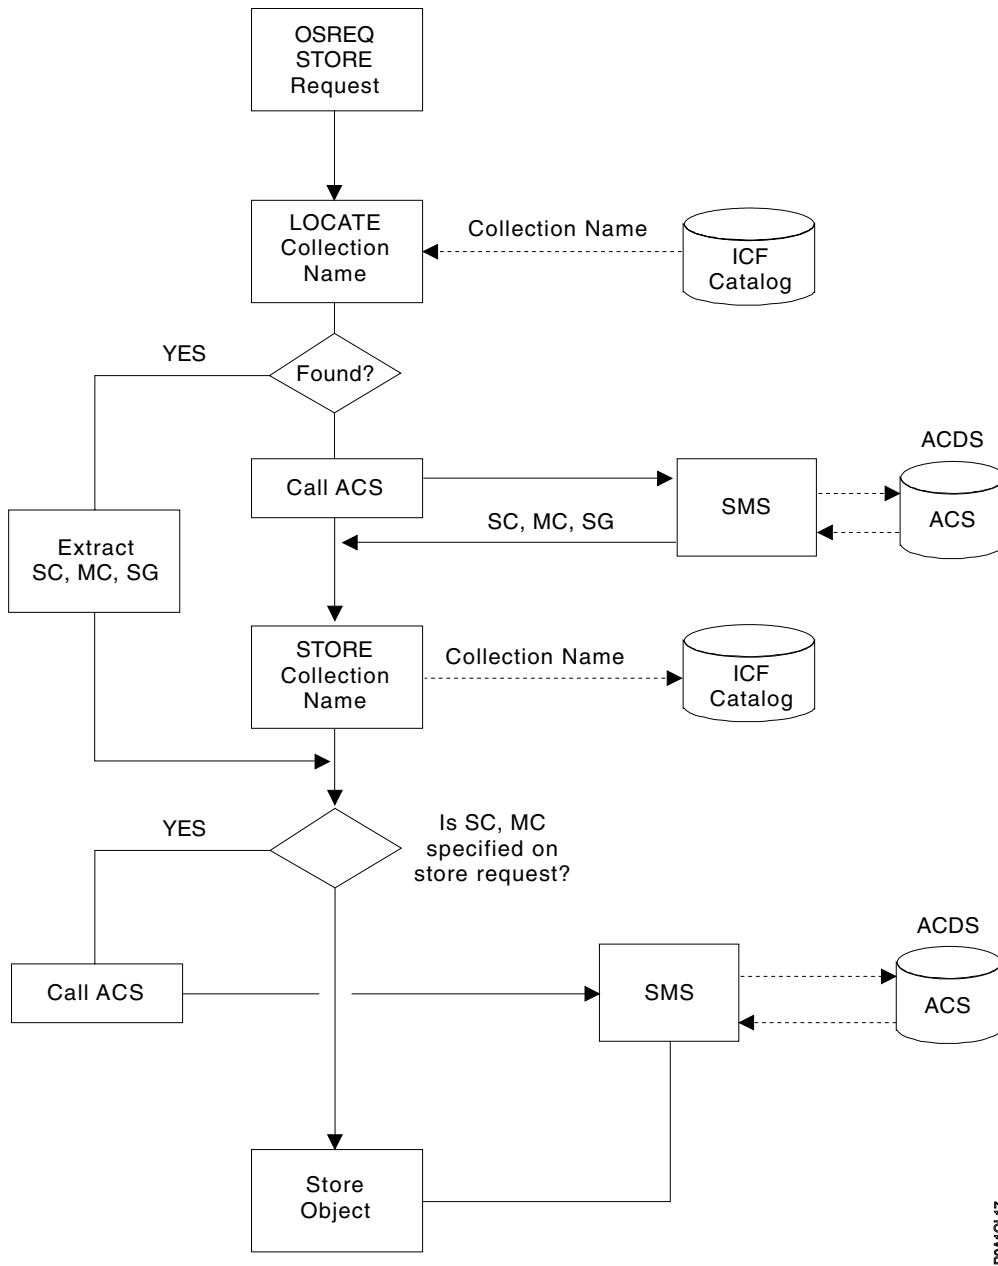 OSREQ
STORE
Request
LOCATE
Collection
Name
Collection Name
ICF
Catalog
YES
Found?
Call ACS
SMS
ACDS
ACS
SC, MC, SG
Extract
SC, MC, SG
STORE
Collection
Name
Collection Name
ICF
Catalog
YES
Is SC, MC
specified on
store request?
Call ACS
SMS
ACDS
ACS
Store
Object